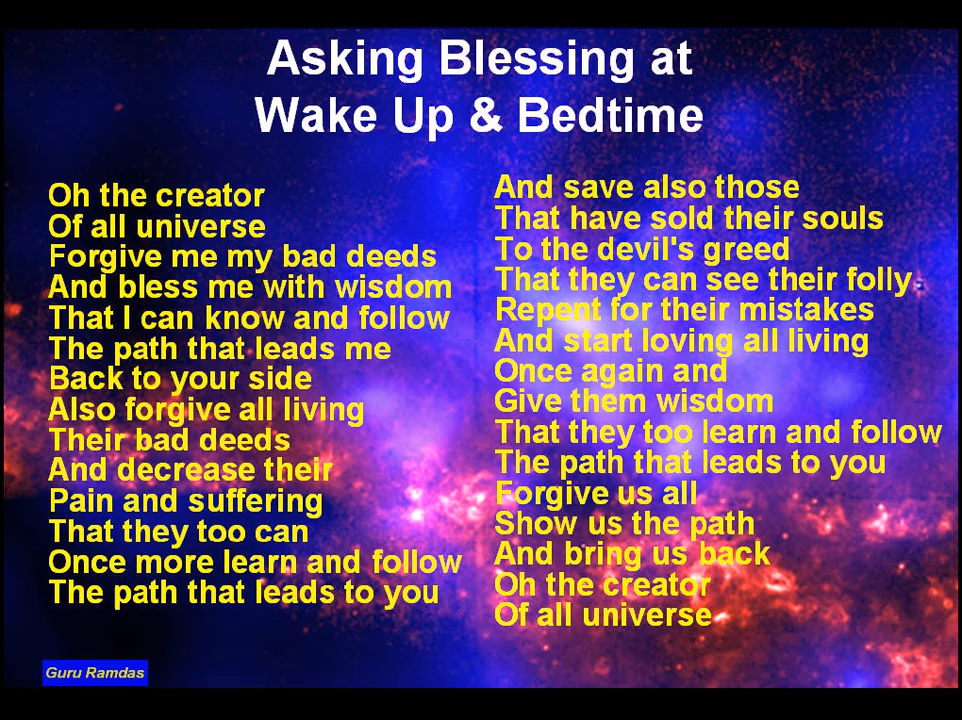 Asking Blessing at
Wake Up & Bedtime
Oh the creator
Of all universe
Forgive me my bad deeds
And bless me with wisdom
That I can know and follow
The path that leads me
Back to your side
Also forgive all living
Their bad deeds
And decrease their
Pain and suffering
That they too can
Once more learn and follow
The path that leads to you
And save also those
That have sold their souls
To the devil's greed
That they can see their folly
Repent for their mistakes
And start loving all living
Once again and
Give them wisdom
That they too learn and follow
The path that leads to you
Forgive us all
Show us the path
And bring us back
Oh the creator
Of all universe
Guru Ramdas